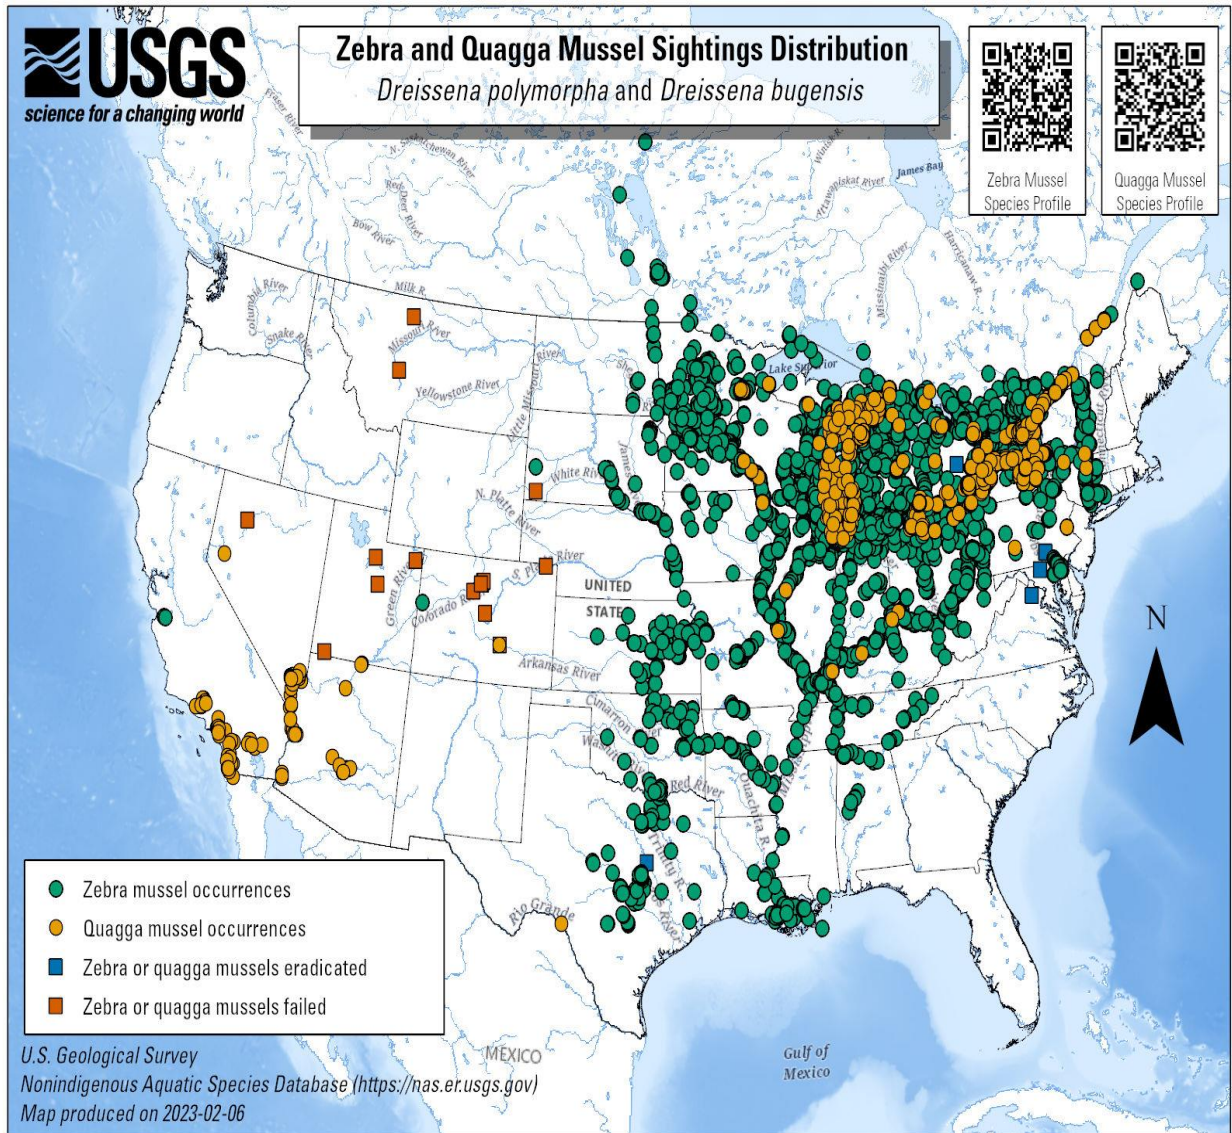 USGS
science for a changing world
Zebra and Quagga Mussel Sightings Distribution
Dreissena polymorpha and Dreissena bugensis
Zebra Mussel
Species Profile
Quagga Mussel
Species Profile
Fraser River
N. Saskatchewan River
Red Deer River
Bow River
Winisk R.
James Bay
Missinaibi River
Harricanaw R.
Columbia River
Snake River
Milk R.
Missouri River
Yellowstone River
Little Missouri River
Lake Superior
White River
N. Platte River
Green River
Colorado
UNITED
STATE
Arkansas River
Cimarron
Red River
Ouachita R.
Trinity R.
River
Rio Grande
N
Zebra mussel occurrences
Quagga mussel occurrences
Zebra or quagga mussels eradicated
Zebra or quagga mussels failed
MEXICO
Gulf of
Mexico
U.S. Geological Survey
Nonindigenous Aquatic Species Database (https://nas.er.usgs.gov)
Map produced on 2023-02-06